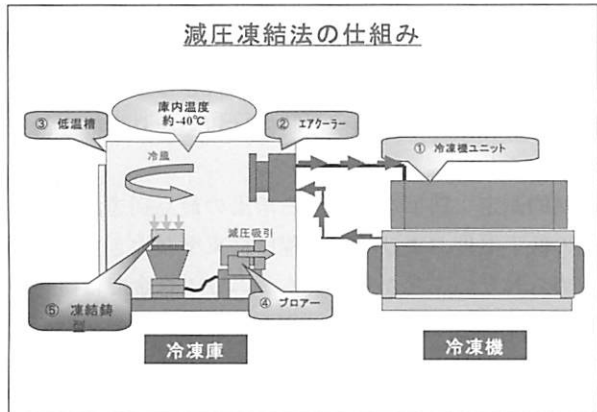 減圧凍結法の仕組み
庫内温度
約-40℃
③ 低温槽
② エアクーラー
① 冷凍機ユニット
冷風
減圧吸引
④ ブロアー
⑤ 凍結鋳
型
冷凍庫
冷凍機